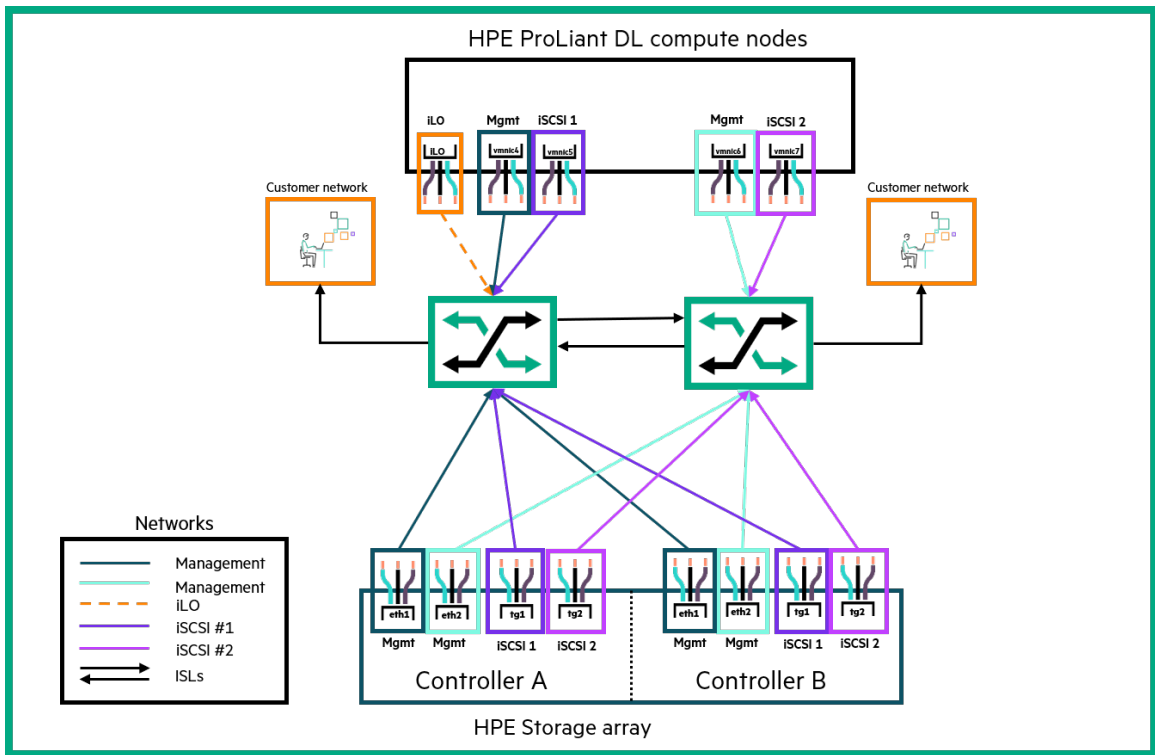 HPE ProLiant DL compute nodes
iLO
Mgmt
iSCSI 1
Mgmt
iSCSI 2
iLO
vmnic4
vmnic5
vmnic6
vmnic7
Customer network
Customer network
eth1
eth2
tg1
tg2
eth1
eth2
tg1
tg2
Mgmt
Mgmt
iSCSI 1
iSCSI 2
Mgmt
Mgmt
iSCSI 1
iSCSI 2
Controller A
Controller B
HPE Storage array
Networks
Management
Management
iLO
iSCSI #1
iSCSI #2
ISLs